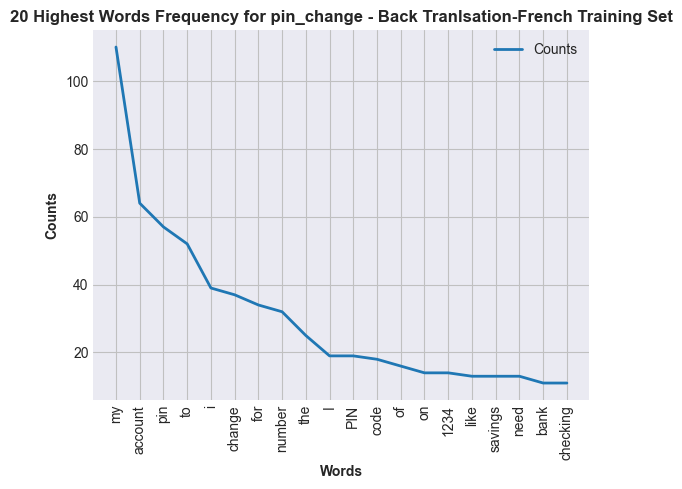 20 Highest Words Frequency for pin_change - Back Tranlsation-French Training Set
Counts
100
80
60
40
20
Counts
my
account
pin
to
i
change
for
number
the
I
PIN
code
of
on
1234
like
savings
need
bank
checking
Words